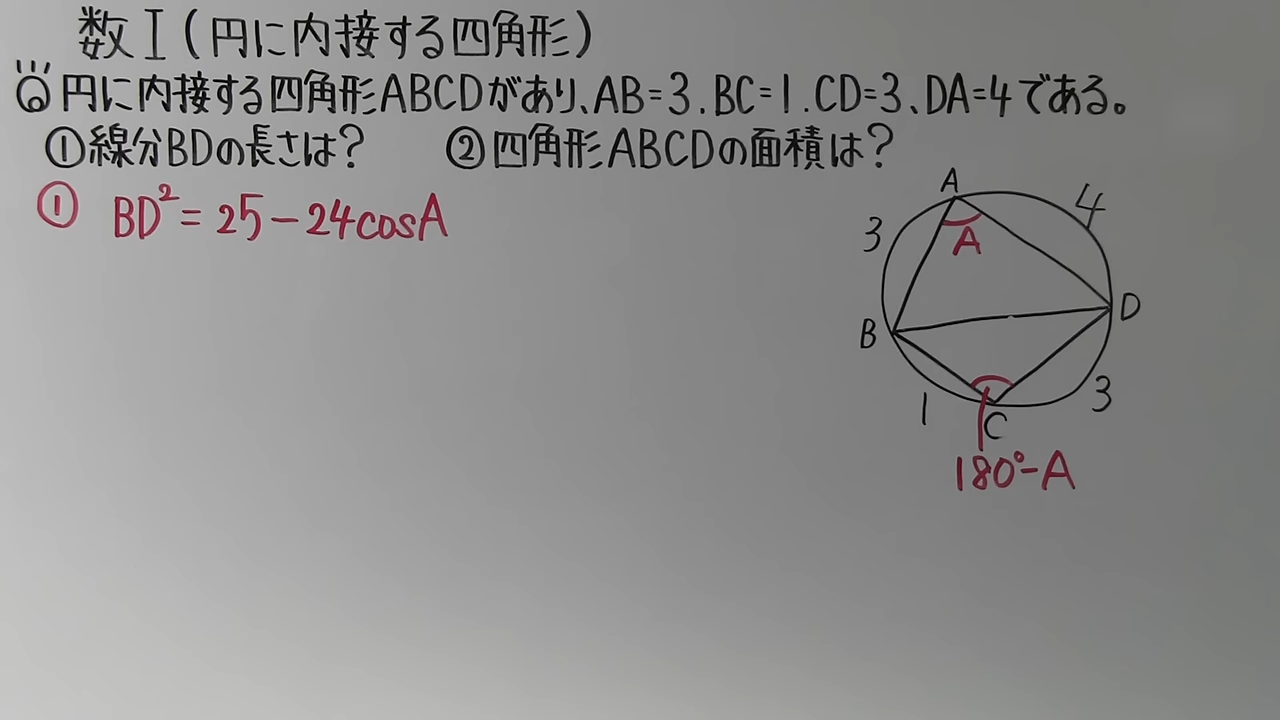 数I(円に内接する四角形)
Q 円に内接する四角形ABCDがあり、AB=3、BC=1、CD=3、DA=4である。
①線分BDの長さは? ②四角形ABCDの面積は?
① BD²=25-24cosA
A
4
3
A
B
D
1
C
3
180°-A